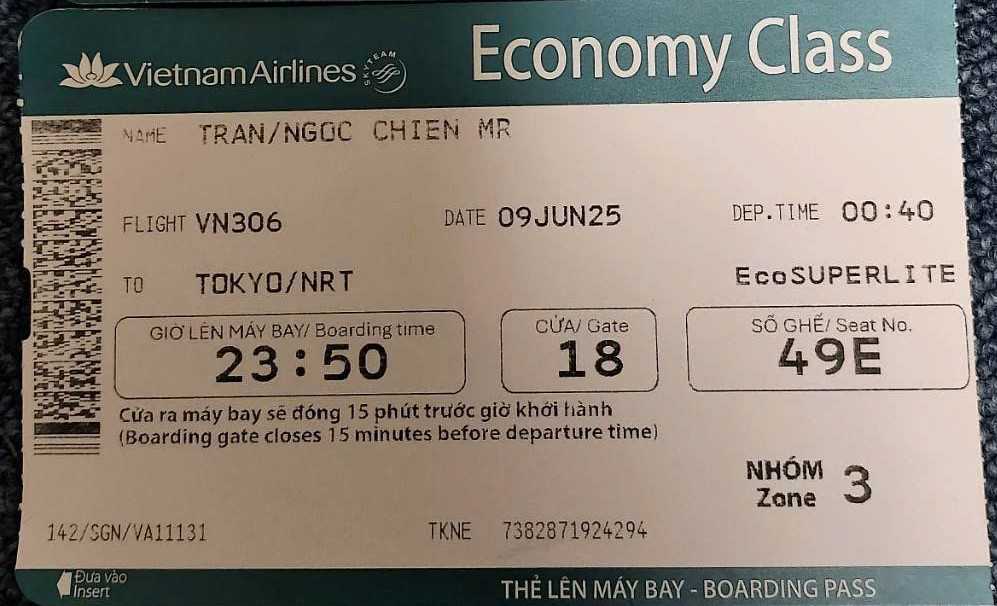 VietnamAirlines SKYTEAM Economy Class
NAME TRAN/NGOC CHIEN MR
FLIGHT VN306 DATE 09JUN25 DEP.TIME 00:40
TO TOKYO/NRT EcoSUPERLITE
GIỜ LÊN MÁY BAY/ Boarding time CỬA/ Gate SỐ GHẾ/ Seat No.
23:50 18 49E
Cửa ra máy bay sẽ đóng 15 phút trước giờ khởi hành
(Boarding gate closes 15 minutes before departure time)
NHÓM
Zone 3
142/SGN/VA11131 TKNE 7382871924294
Đưa vào
Insert
THẺ LÊN MÁY BAY - BOARDING PASS